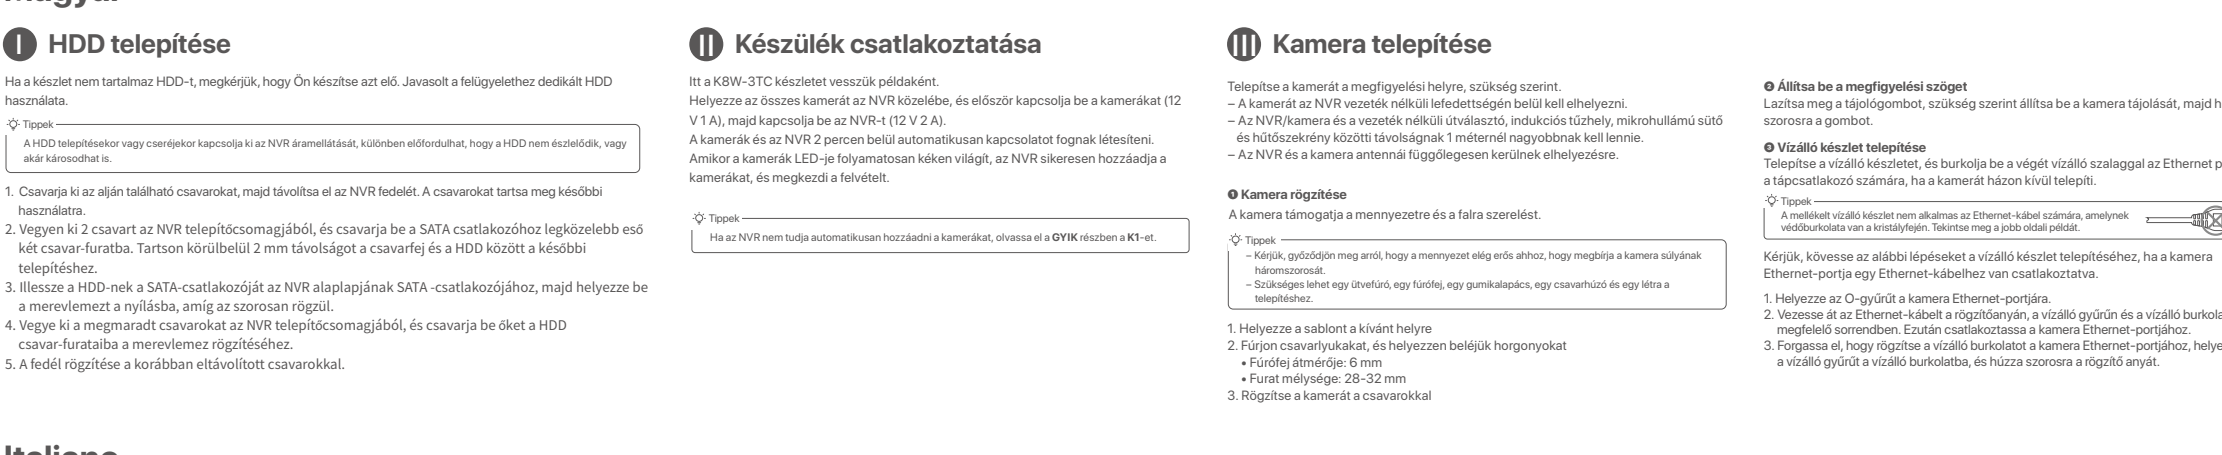 I HDD telepítése
Ha a készlet nem tartalmaz HDD-t, megkérjük, hogy Ön készítse azt elő. Javasolt a felügyelethez dedikált HDD
használata.
Tippek
A HDD telepítésekor vagy cseréjekor kapcsolja ki az NVR áramellátását, különben előfordulhat, hogy a HDD nem észlelődik, vagy
akár károsodhat is.
1. Csavarja ki az alján található csavarokat, majd távolítsa el az NVR fedelét. A csavarokat tartsa meg későbbi
használatra.
2. Vegyen ki 2 csavart az NVR telepítőcsomagjából, és csavarja be a SATA csatlakozóhoz legközelebb eső
két csavar-furatba. Tartson körülbelül 2 mm távolságot a csavarfej és a HDD között a későbbi
telepítéshez.
3. Illessze a HDD-nek a SATA-csatlakozóját az NVR alaplapjának SATA -csatlakozójához, majd helyezze be
a merevlemezt a nyílásba, amíg az szorosan rögzül.
4. Vegye ki a megmaradt csavarokat az NVR telepítőcsomagjából, és csavarja be őket a HDD
csavar-furataiba a merevlemez rögzítéséhez.
5. A fedél rögzítése a korábban eltávolított csavarokkal.
II Készülék csatlakoztatása
Itt a K8W-3TC készletet vesszük példaként.
Helyezze az összes kamerát az NVR közelébe, és először kapcsolja be a kamerákat (12
V 1 A), majd kapcsolja be az NVR-t (12 V 2 A).
A kamerák és az NVR 2 percen belül automatikusan kapcsolatot fognak létesíteni.
Amikor a kamerák LED-je folyamatosan kéken világít, az NVR sikeresen hozzáadja a
kamerákat, és megkezdi a felvételt.
Tippek
Ha az NVR nem tudja automatikusan hozzáadni a kamerákat, olvassa el a GYIK részben a K1-et.
III Kamera telepítése
Telepítse a kamerát a megfigyelési helyre, szükség szerint.
– A kamerát az NVR vezeték nélküli lefedettségén belül kell elhelyezni.
– Az NVR/kamera és a vezeték nélküli útválasztó, indukciós tűzhely, mikrohullámú sütő
és hűtőszekrény közötti távolságnak 1 méternél nagyobbnak kell lennie.
– Az NVR és a kamera antennái függőlegesen kerülnek elhelyezésre.
❶ Kamera rögzítése
A kamera támogatja a mennyezetre és a falra szerelést.
Tippek
– Kérjük, győződjön meg arról, hogy a mennyezet elég erős ahhoz, hogy megbírja a kamera súlyának
háromszorosát.
– Szükséges lehet egy ütvefúró, egy fúrófej, egy gumikalapács, egy csavarhúzó és egy létra a
telepítéshez.
1. Helyezze a sablont a kívánt helyre
2. Fúrjon csavarlyukakat, és helyezzen beléjük horgonyokat
• Fúrófej átmérője: 6 mm
• Furat mélysége: 28-32 mm
3. Rögzítse a kamerát a csavarokkal
❷ Állítsa be a megfigyelési szöget
Lazítsa meg a tájológombot, szükség szerint állítsa be a kamera tájolását, majd h
szorosra a gombot.
❸ Vízálló készlet telepítése
Telepítse a vízálló készletet, és burkolja be a végét vízálló szalaggal az Ethernet p
a tápcsatlakozó számára, ha a kamerát házon kívül telepíti.
Tippek
A mellékelt vízálló készlet nem alkalmas az Ethernet-kábel számára, amelynek
védőburkolata van a kristályfején. Tekintse meg a jobb oldali példát.
Kérjük, kövesse az alábbi lépéseket a vízálló készlet telepítéséhez, ha a kamera
Ethernet-portja egy Ethernet-kábelhez van csatlakoztatva.
1. Helyezze az O-gyűrűt a kamera Ethernet-portjára.
2. Vezesse át az Ethernet-kábelt a rögzítőanyán, a vízálló gyűrűn és a vízálló burkola
megfelelő sorrendben. Ezután csatlakoztassa a kamera Ethernet-portjához.
3. Forgassa el, hogy rögzítse a vízálló burkolatot a kamera Ethernet-portjához, helye
a vízálló gyűrűt a vízálló burkolatba, és húzza szorosra a rögzítő anyát.